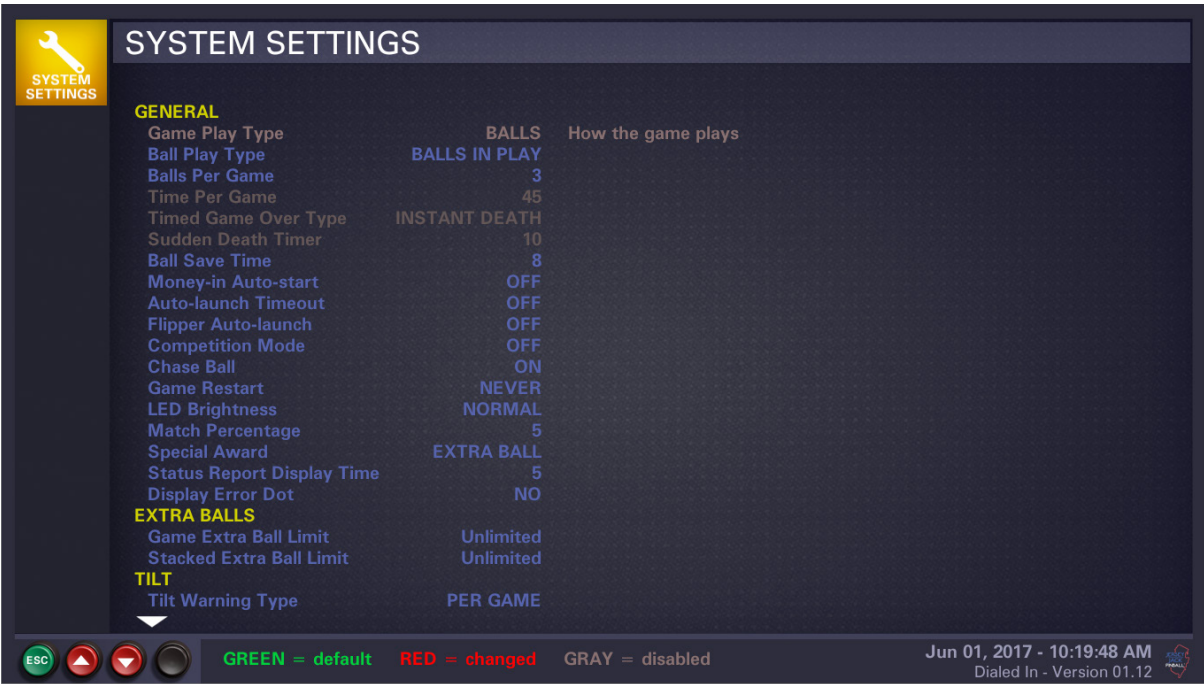 SYSTEM SETTINGS
SYSTEM
SETTINGS
GENERAL
Game Play Type BALLS How the game plays
Ball Play Type BALLS IN PLAY
Balls Per Game 3
Time Per Game 45
Timed Game Over Type INSTANT DEATH
Sudden Death Timer 10
Ball Save Time 8
Money-in Auto-start OFF
Auto-launch Timeout OFF
Flipper Auto-launch OFF
Competition Mode OFF
Chase Ball ON
Game Restart NEVER
LED Brightness NORMAL
Match Percentage 5
Special Award EXTRA BALL
Status Report Display Time 5
Display Error Dot NO
EXTRA BALLS
Game Extra Ball Limit Unlimited
Stacked Extra Ball Limit Unlimited
TILT
Tilt Warning Type PER GAME
ESC GREEN = default RED = changed GRAY = disabled
Jun 01, 2017 - 10:19:48 AM
Dialed In - Version 01.12